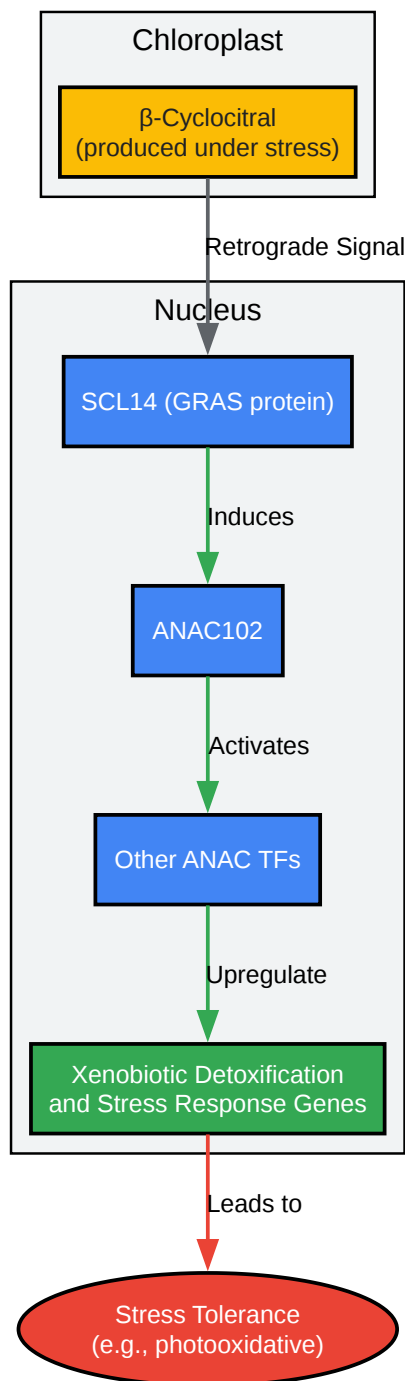 Chloroplast
β-Cyclocitral
(produced under stress)
Retrograde Signal
Nucleus
SCL14 (GRAS protein)
Induces
ANAC102
Activates
Other ANAC TFs
Upregulate
Xenobiotic Detoxification
and Stress Response Genes
Leads to
Stress Tolerance
(e.g., photooxidative)